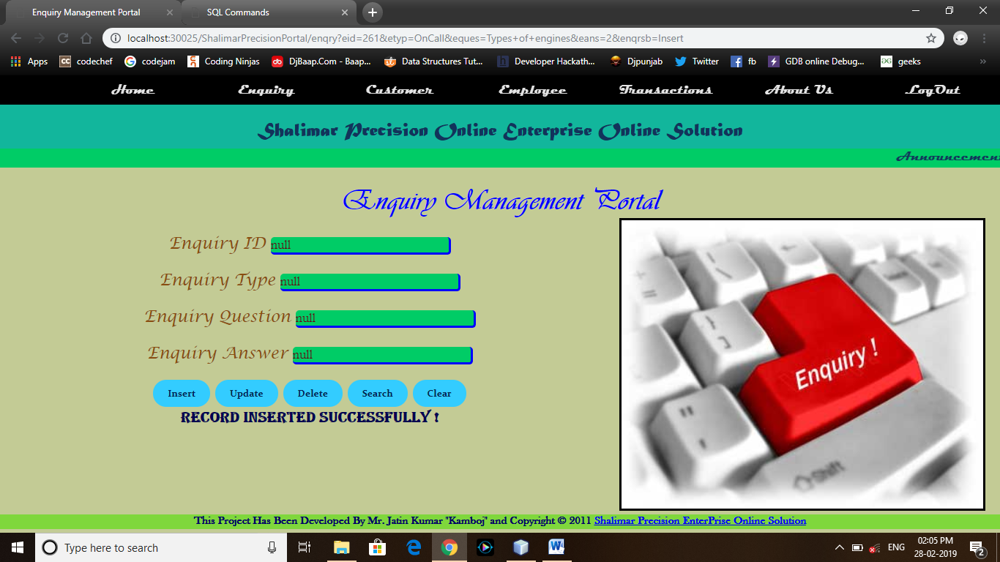 Enquiry Management Portal
SQL Commands
localhost:30025/ShalimarPrecisionPortal/enqry?eid=261&etyp=OnCall&eques=Types+of+engines&eans=2&enqrsb=Insert
Apps codechef codejam Coding Ninjas DjBaap.Com - Baap... Data Structures Tut... Developer Hackath... Djpunjab Twitter fb GDB online Debug... geeks »
Home Enquiry Customer Employee Transactions About Us LogOut
Shalimar Precision Online Enterprise Online Solution
Announcemen
Enquiry Management Portal
Enquiry ID null
Enquiry Type null
Enquiry Question null
Enquiry Answer null
Insert Update Delete Search Clear
RECORD INSERTED SUCCESSFULLY !
Enquiry !
Shift
This Project Has Been Developed By Mr. Jatin Kumar "Kamboj" and Copyright © 2011 Shalimar Precision EnterPrise Online Solution
Type here to search
ENG
02:05 PM
28-02-2019
2